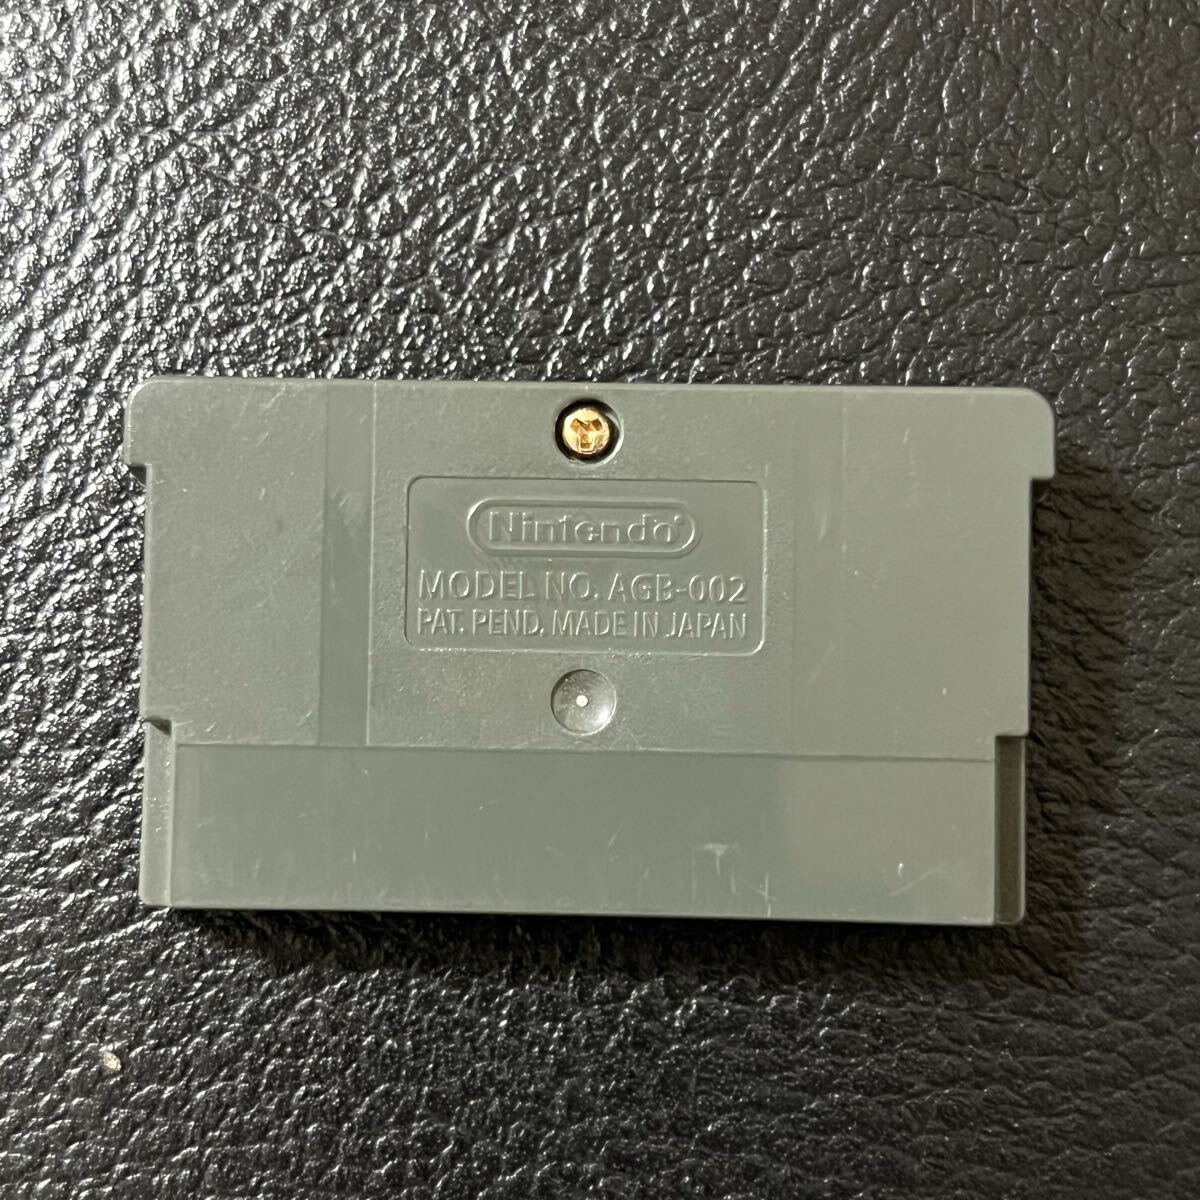 Nintendo®
MODEL NO. AGB-002
PAT. PEND. MADE IN JAPAN